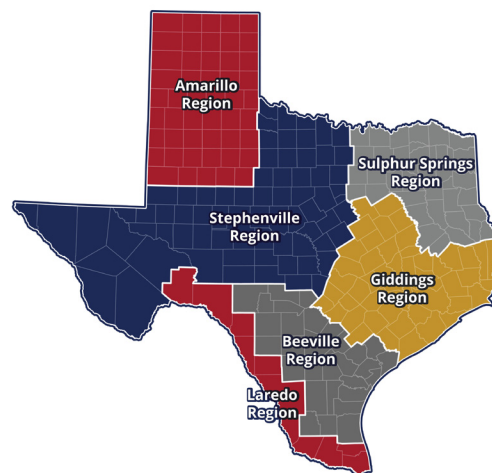 Amarillo
Region
Sulphur Springs
Region
Stephenville
Region
Giddings
Region
Beeville
Region
Laredo
Region